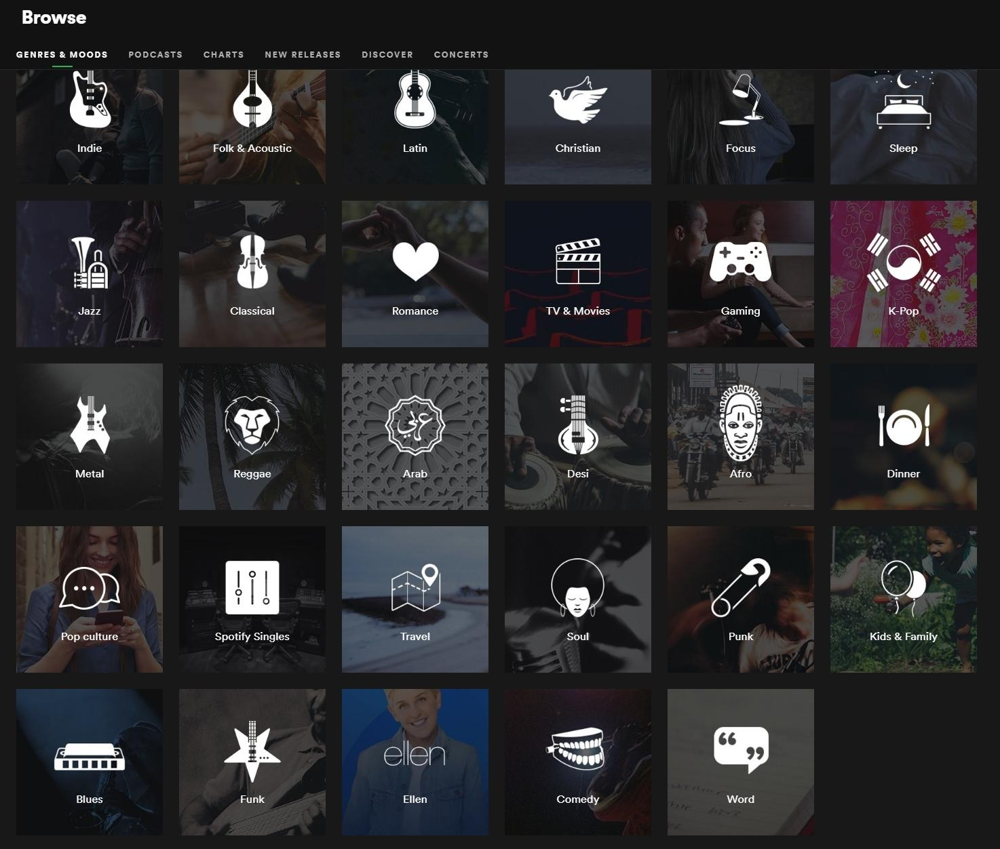 Browse
GENRES & MOODS PODCASTS CHARTS NEW RELEASES DISCOVER CONCERTS
Indie Folk & Acoustic Latin Christian Focus Sleep
Jazz Classical Romance TV & Movies Gaming K-Pop
عربي
Metal Reggae Arab Desi Afro Dinner
Pop culture Spotify Singles Travel Soul Punk Kids & Family
ellen
Blues Funk Ellen Comedy Word